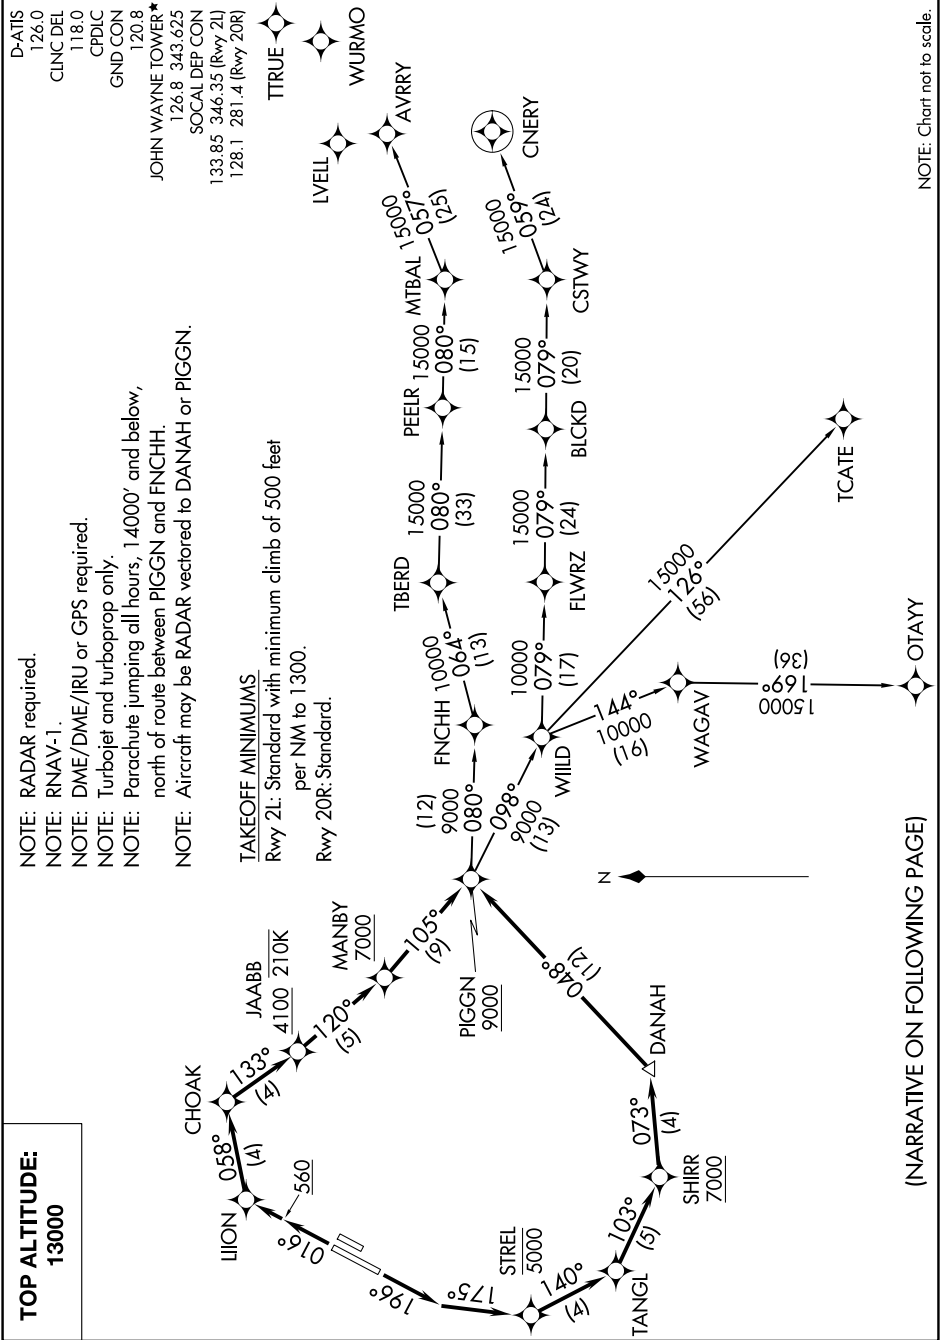 TOP ALTITUDE:
13000
NOTE: RADAR required.
NOTE: RNAV-1.
NOTE: DME/DME/IRU or GPS required.
NOTE: Turbojet and turboprop only.
NOTE: Parachute jumping all hours, 14000' and below,
north of route between PIGGN and FNCHH.
NOTE: Aircraft may be RADAR vectored to DANAH or PIGGN.
D-ATIS
126.0
CLNC DEL
118.0
CPDLC
GND CON
120.8
JOHN WAYNE TOWER★
126.8 343.625
SOCAL DEP CON
133.85 346.35 (Rwy 2L)
128.1 281.4 (Rwy 20R)
TAKEOFF MINIMUMS
Rwy 2L: Standard with minimum climb of 500 feet
per NM to 1300.
Rwy 20R: Standard.
TTRUE
WURMO
LVELL
AVRRY
CNERY
15000
057°
(25)
MTBAL
15000
080°
(15)
PEELR
15000
080°
(33)
TBERD
10000
064°
(13)
FNCHH
(12)
9000
080°
15000
059°
(24)
CSTWY
15000
079°
(20)
BLCKD
15000
079°
(24)
FLWRZ
10000
079°
(17)
WIILD
098°
9000
(13)
15000
126°
(56)
TCATE
144°
10000
(16)
WAGAV
15000
169°
(36)
OTAYY
LIION
058°
(4)
CHOAK
133°
(4)
JAABB
4100 210K
120°
(5)
MANBY
7000
105°
(9)
PIGGN
9000
560
016°
196°
175°
STREL
5000
140°
(4)
TANGL
103°
(5)
SHIRR
7000
073°
(4)
DANAH
048°
(12)
N
(NARRATIVE ON FOLLOWING PAGE)
NOTE: Chart not to scale.